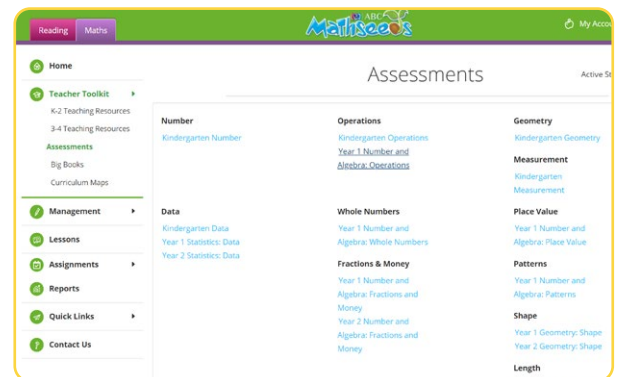 Reading
Maths
ABC
Mathseeds
My Acco
Home
Teacher Toolkit
K-2 Teaching Resources
3-4 Teaching Resources
Assessments
Big Books
Curriculum Maps
Management
Lessons
Assignments
Reports
Quick Links
Contact Us
Assessments
Active St
Number
Kindergarten Number
Operations
Kindergarten Operations
Year 1 Number and
Algebra: Operations
Geometry
Kindergarten Geometry
Measurement
Kindergarten
Measurement
Data
Kindergarten Data
Year 1 Statistics: Data
Year 2 Statistics: Data
Whole Numbers
Year 1 Number and
Algebra: Whole Numbers
Fractions & Money
Year 1 Number and
Algebra: Fractions and
Money
Year 2 Number and
Algebra: Fractions and
Money
Place Value
Year 1 Number and
Algebra: Place Value
Patterns
Year 1 Number and
Algebra: Patterns
Shape
Year 1 Geometry: Shape
Year 2 Geometry: Shape
Length